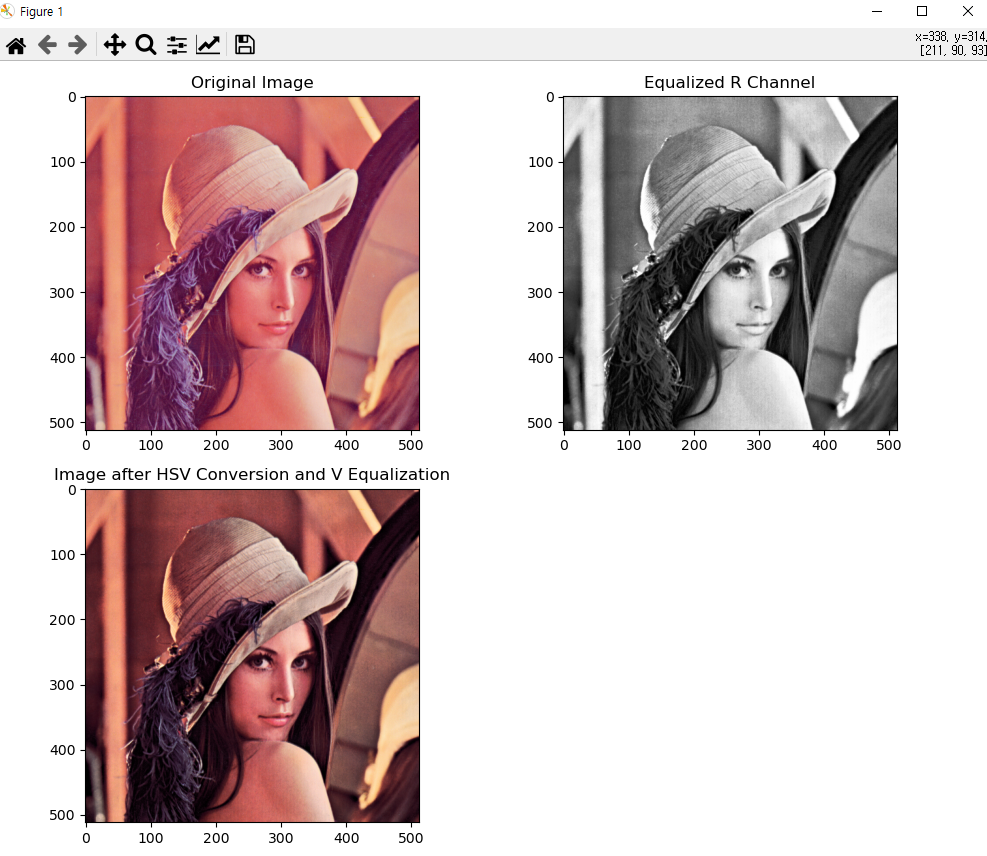 Figure 1
x=338, y=314,
[211, 90, 93]
Original Image
0
100
200
300
400
500
0 100 200 300 400 500
Equalized R Channel
0
100
200
300
400
500
0 100 200 300 400 500
Image after HSV Conversion and V Equalization
0
100
200
300
400
500
0 100 200 300 400 500